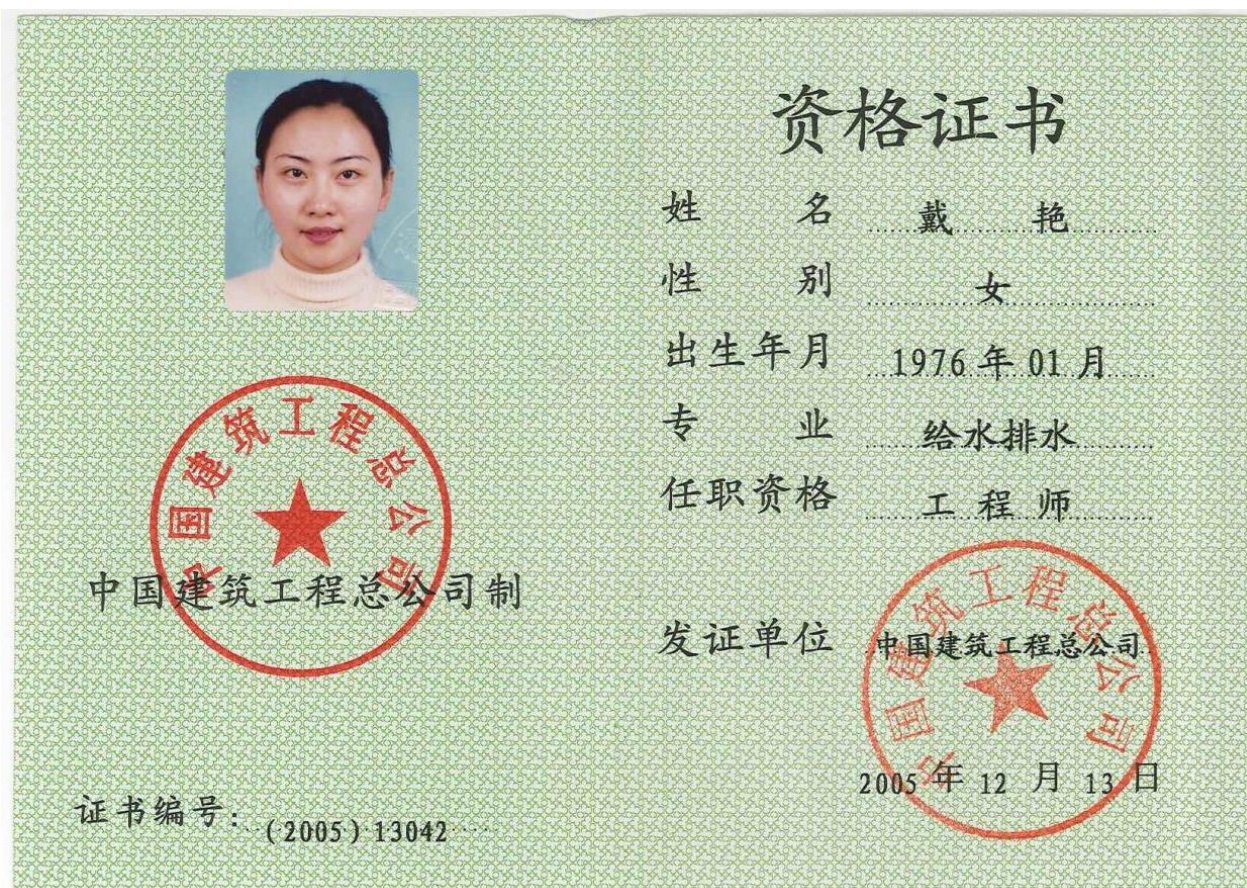 中国建筑工程总公司
中国建筑工程总公司制
证书编号：(2005)13042
资格证书
姓 名 戴 艳
性 别 女
出生年月 1976 年 01 月
专 业 给水排水
任职资格 工 程 师
发证单位 中国建筑工程总公司
中国建筑工程总公司
2005 年 12 月 13 日